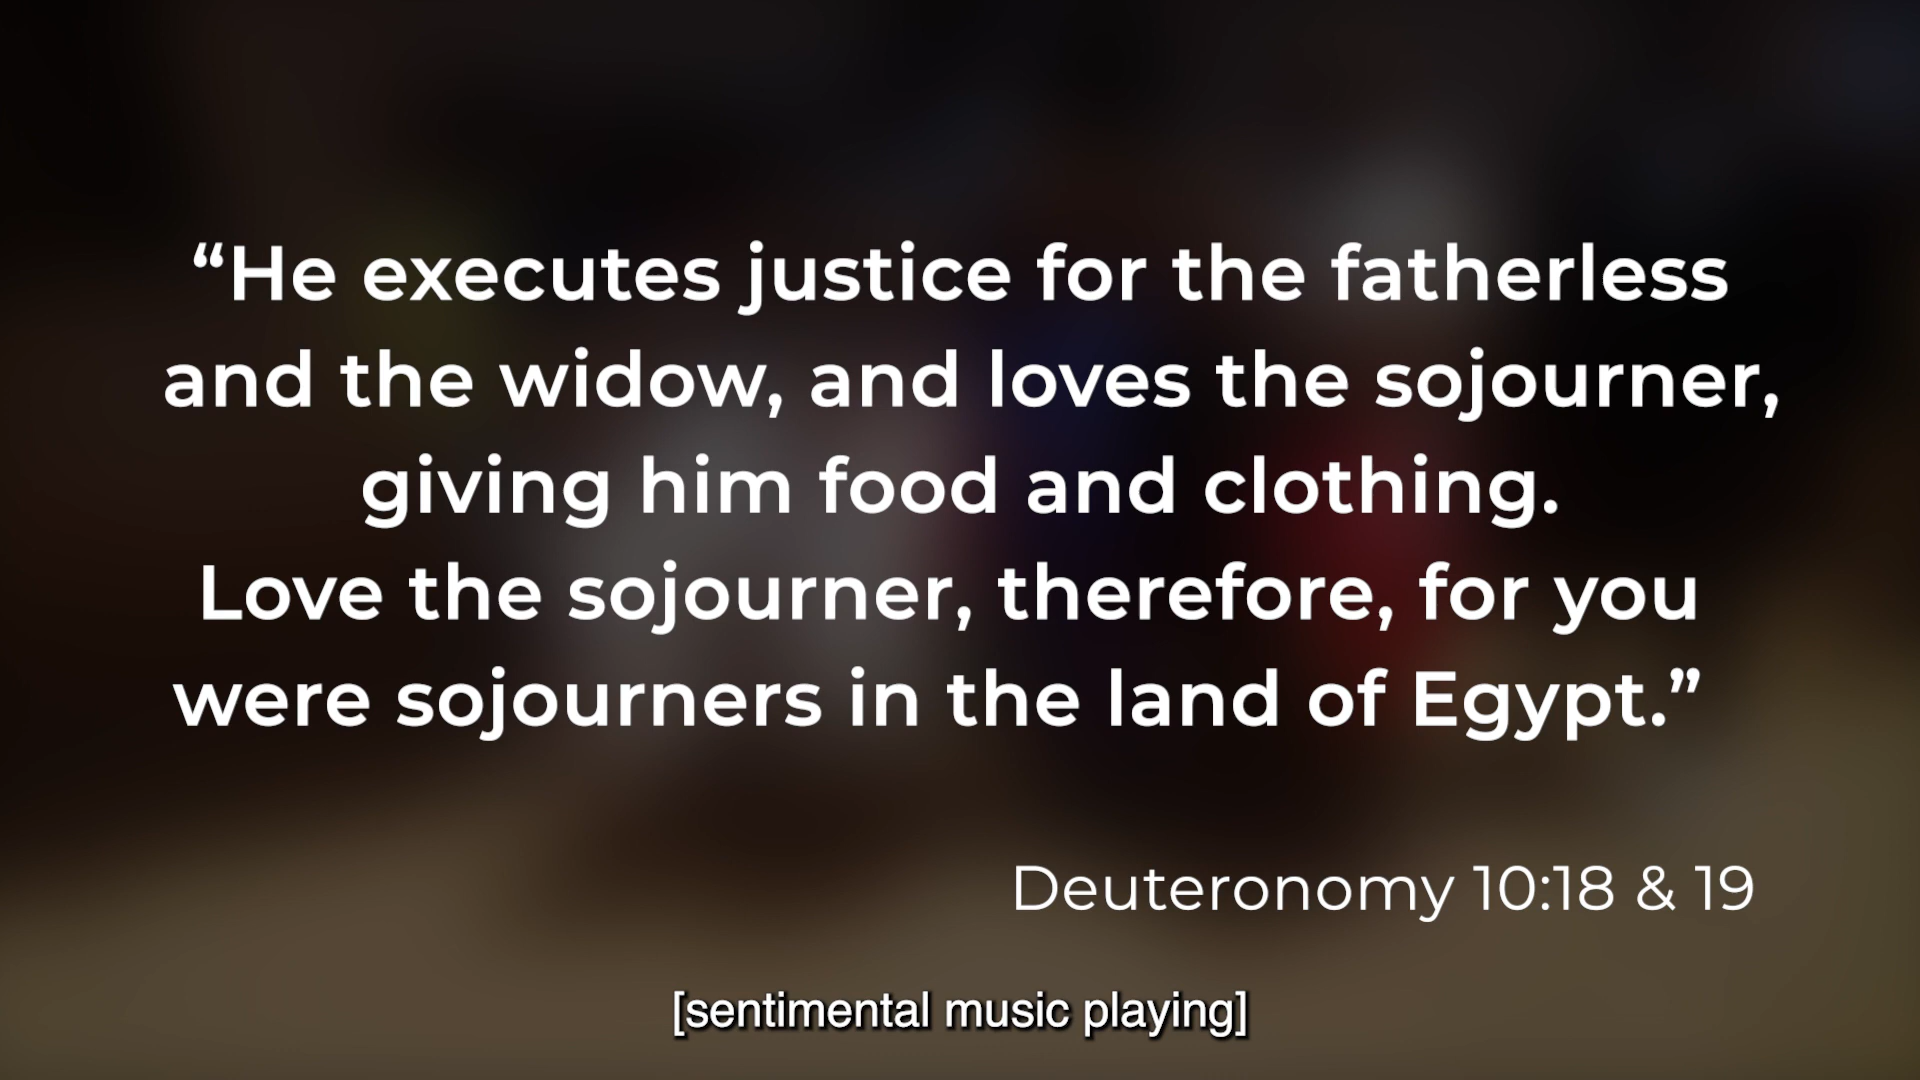 “He executes justice for the fatherless
and the widow, and loves the sojourner,
giving him food and clothing.
Love the sojourner, therefore, for you
were sojourners in the land of Egypt.”
Deuteronomy 10:18 & 19
[sentimental music playing]